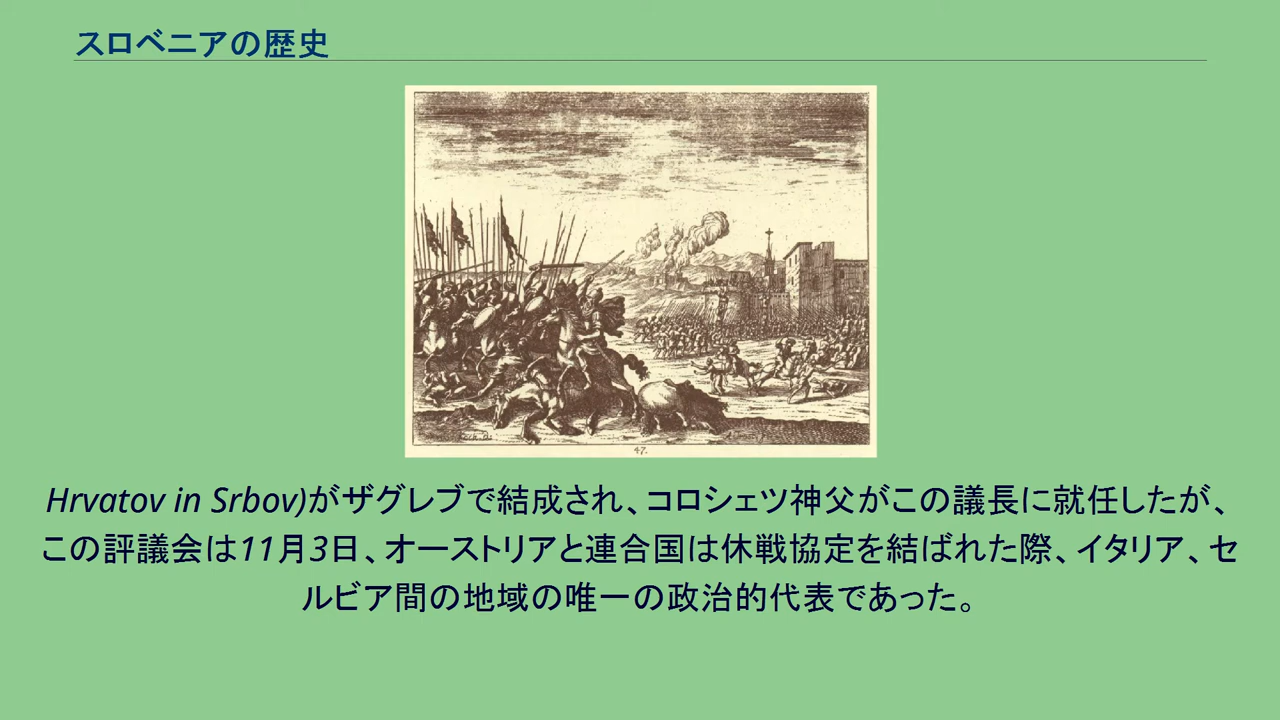 スロベニアの歴史
47.
Hrvatov in Srbov)がザグレブで結成され、コロシェツ神父がこの議長に就任したが、
この評議会は11月3日、オーストリアと連合国は休戦協定を結ばれた際、イタリア、セ
ルビア間の地域の唯一の政治的代表であった。